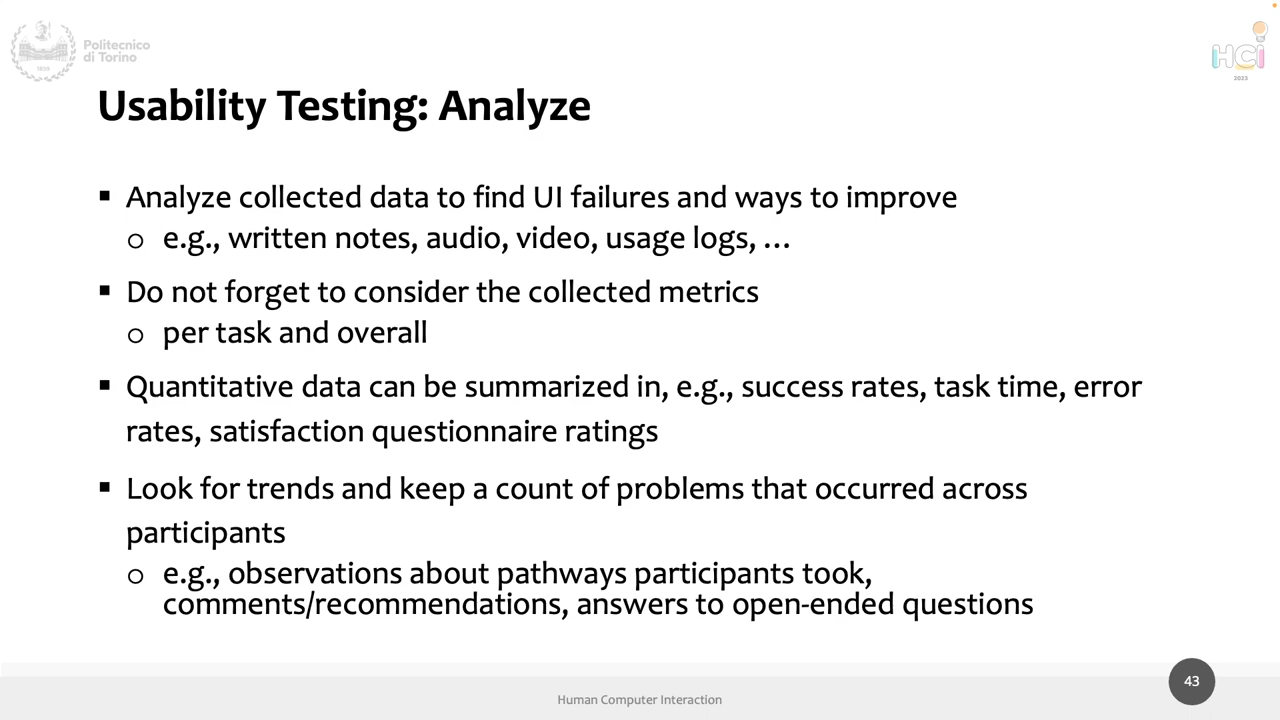 Politecnico
di Torino
1859
HCI
2023
Usability Testing: Analyze
▪ Analyze collected data to find UI failures and ways to improve
o e.g., written notes, audio, video, usage logs, …
▪ Do not forget to consider the collected metrics
o per task and overall
▪ Quantitative data can be summarized in, e.g., success rates, task time, error
rates, satisfaction questionnaire ratings
▪ Look for trends and keep a count of problems that occurred across
participants
o e.g., observations about pathways participants took,
comments/recommendations, answers to open-ended questions
Human Computer Interaction
43